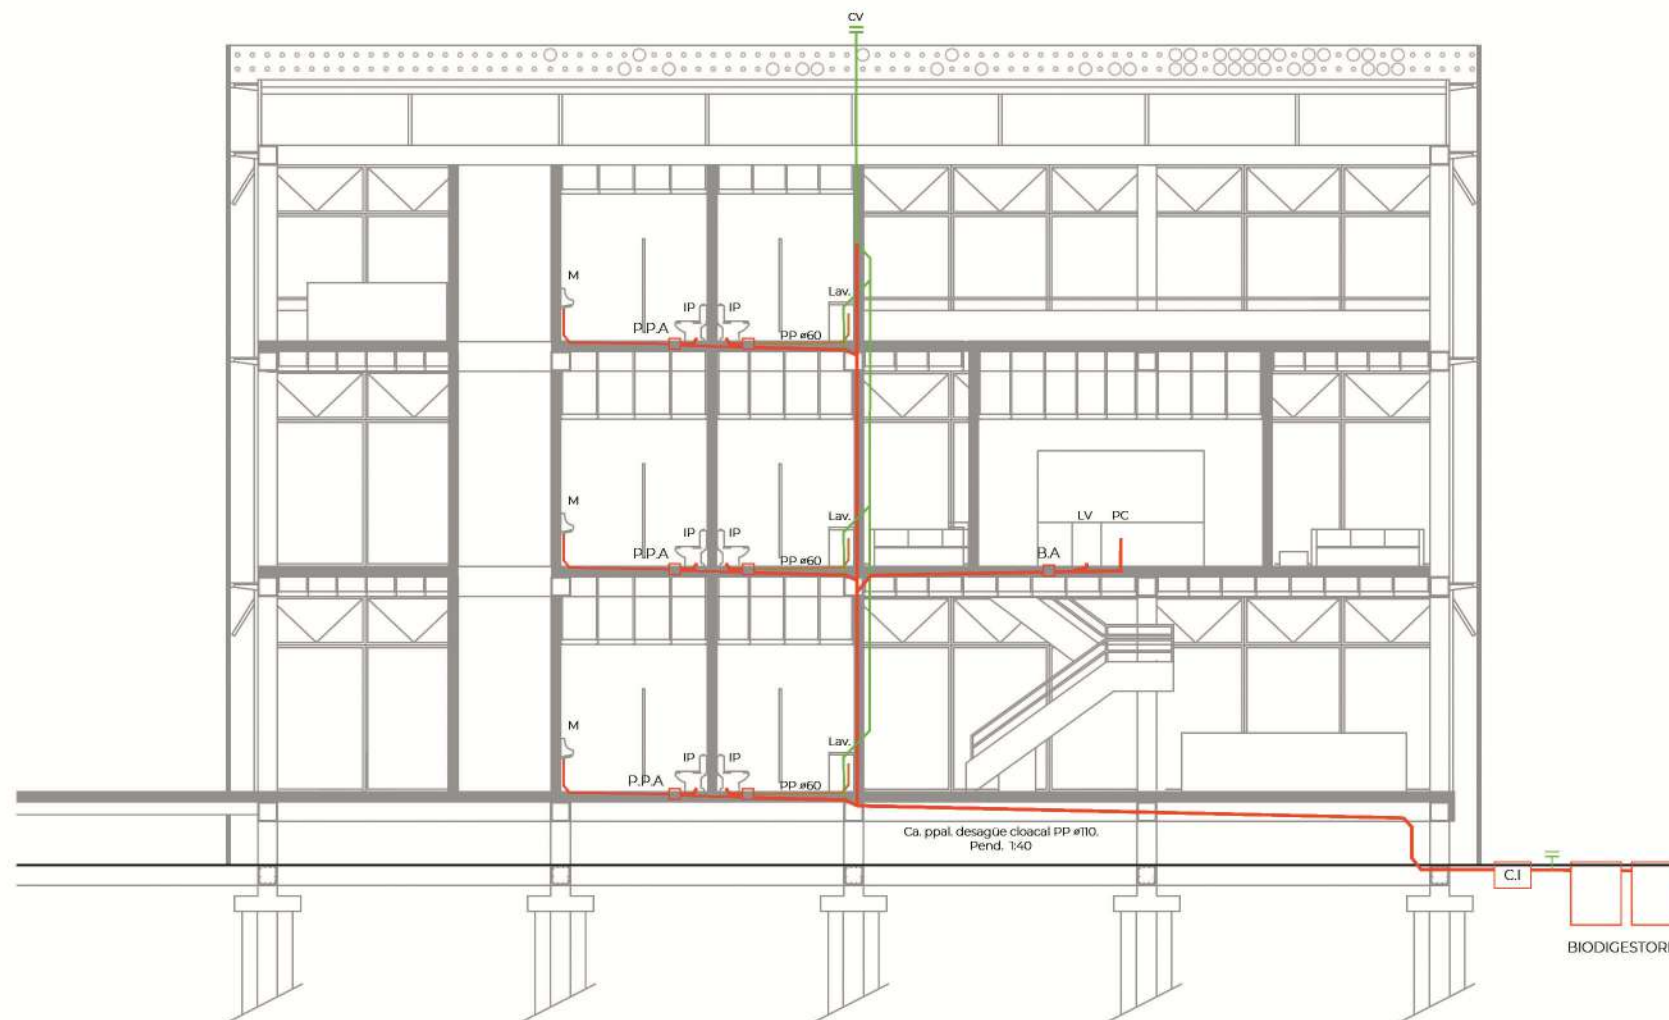 CV
M
IP
IP
Lav.
P.P.A
PP ø60
M
IP
IP
Lav.
P.P.A
PP ø60
LV
PC
B.A
M
IP
IP
Lav.
P.P.A
PP ø60
Ca. ppal. desagüe cloacal PP ø110.
Pend. 1:40
C.I
BIODIGESTOR